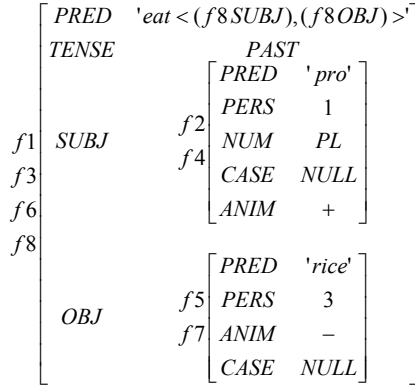 PRED 'eat < (f8SUBJ),(f8OBJ) >'
TENSE PAST
PRED 'pro'
PERS 1
f2
NUM PL
f1 SUBJ
f4
CASE NULL
f3
ANIM +
f6
f8
PRED 'rice'
f5 PERS 3
OBJ
f7 ANIM –
CASE NULL